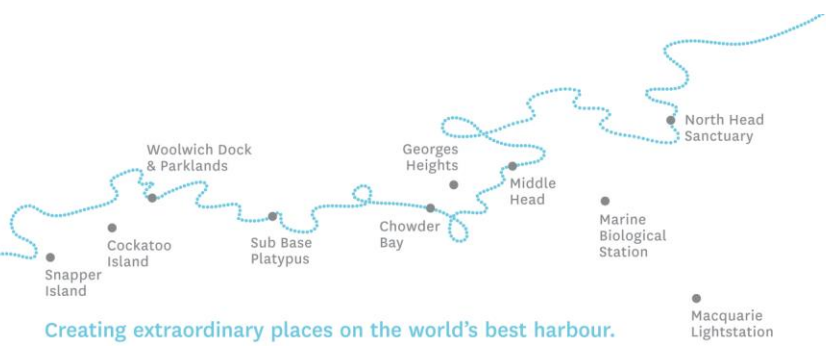 North Head
Sanctuary
Woolwich Dock
& Parklands
Georges
Heights
Middle
Head
Marine
Biological
Station
Chowder
Bay
Sub Base
Platypus
Cockatoo
Island
Snapper
Island
Macquarie
Lightstation
Creating extraordinary places on the world's best harbour.